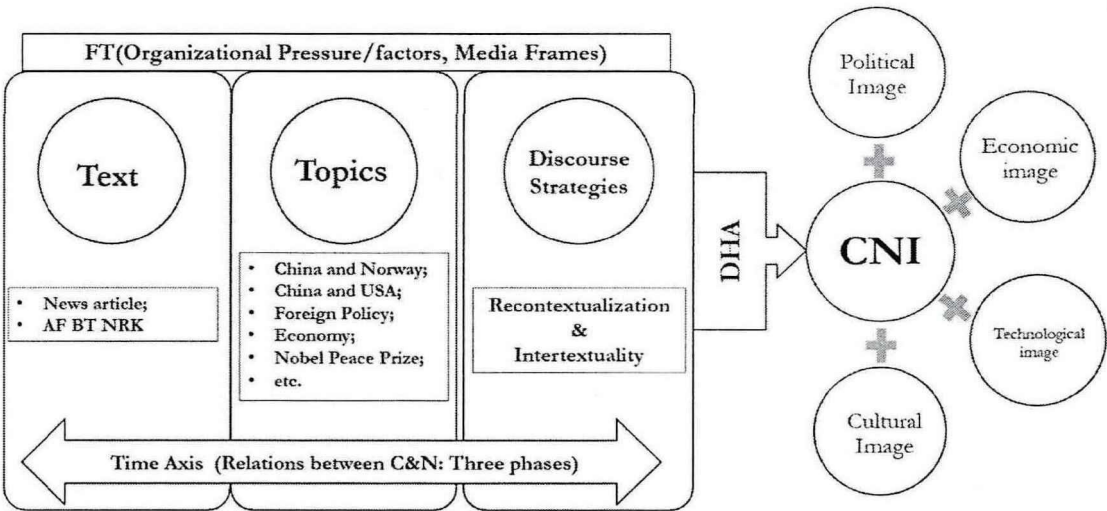 FT(Organizational Pressure/factors, Media Frames)
Text
• News article;
• AF BT NRK
Topics
• China and Norway;
• China and USA;
• Foreign Policy;
• Economy;
• Nobel Peace Prize;
• etc.
Discourse
Strategies
Recontextualization
&
Intertextuality
Time Axis (Relations between C&N: Three phases)
DHA
CNI
Political
Image
Economic
image
Technological
image
Cultural
Image